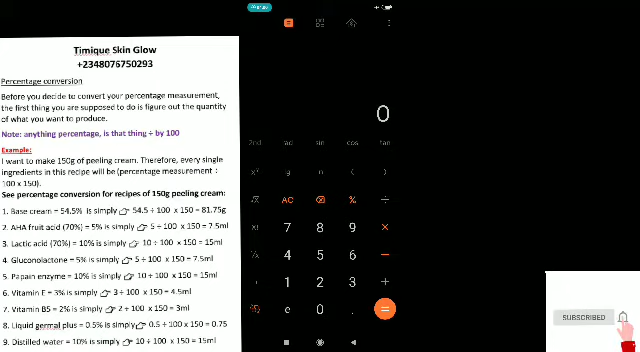 Timique Skin Glow
+2348076750293
Percentage conversion
Before you decide to convert your percentage measurement,
the first thing you are supposed to do is figure out the quantity
of what you want to produce.
Note: anything percentage, is that thing ÷ by 100
Example:
I want to make 150g of peeling cream. Therefore, every single
ingredients in this recipe will be (percentage measurement ÷
100 x 150).
See percentage conversion for recipes of 150g peeling cream:
1. Base cream = 54.5% is simply 👉 54.5 ÷ 100 x 150 = 81.75g
2. AHA fruit acid (70%) = 5% is simply 👉 5 ÷ 100 x 150 = 7.5ml
3. Lactic acid (70%) = 10% is simply 👉 10 ÷ 100 x 150 = 15ml
4. Gluconolactone = 5% is simply 👉 5 ÷ 100 x 150 = 7.5ml
5. Papain enzyme = 10% is simply 👉 10 ÷ 100 x 150 = 15ml
6. Vitamin E = 3% is simply 👉 3 ÷ 100 x 150 = 4.5ml
7. Vitamin B5 = 2% is simply 👉 2 ÷ 100 x 150 = 3ml
8. Liquid germal plus = 0.5% is simply 👉 0.5 ÷ 100 x 150 = 0.75
9. Distilled water = 10% is simply 👉 10 ÷ 100 x 150 = 15ml
0
2nd rad sin cos tan
lg ln ( )
AC % ÷
x! 7 8 9 ×
4 5 6 −
1 2 3 +
e 0 . =
SUBSCRIBED